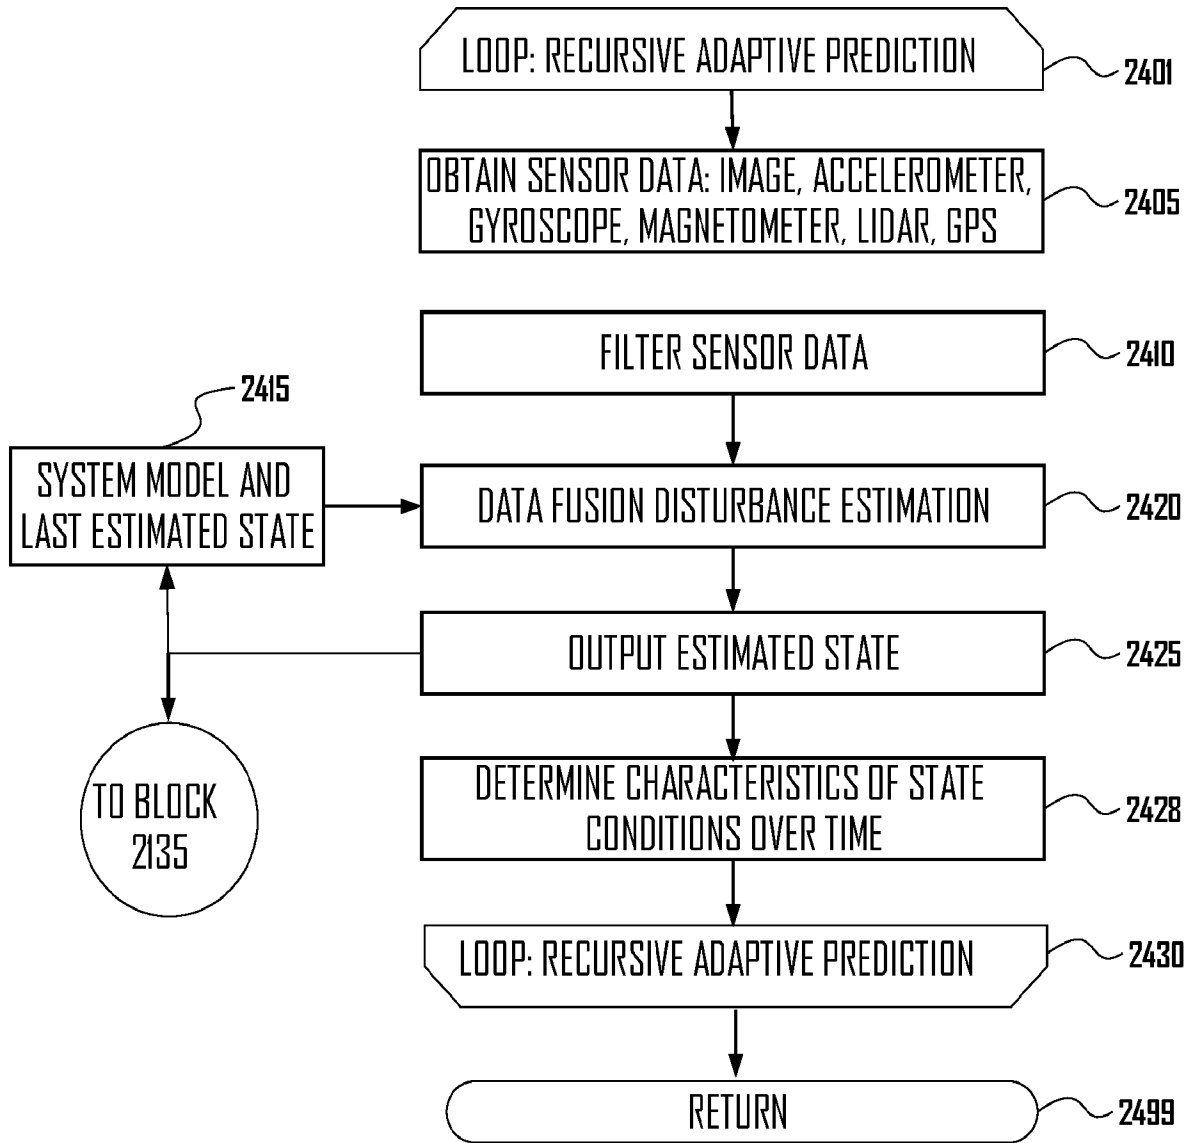 LOOP: RECURSIVE ADAPTIVE PREDICTION
2401
OBTAIN SENSOR DATA: IMAGE, ACCELEROMETER,
GYROSCOPE, MAGNETOMETER, LIDAR, GPS
2405
FILTER SENSOR DATA
2410
2415
SYSTEM MODEL AND
LAST ESTIMATED STATE
DATA FUSION DISTURBANCE ESTIMATION
2420
OUTPUT ESTIMATED STATE
2425
TO BLOCK
2135
DETERMINE CHARACTERISTICS OF STATE
CONDITIONS OVER TIME
2428
LOOP: RECURSIVE ADAPTIVE PREDICTION
2430
RETURN
2499